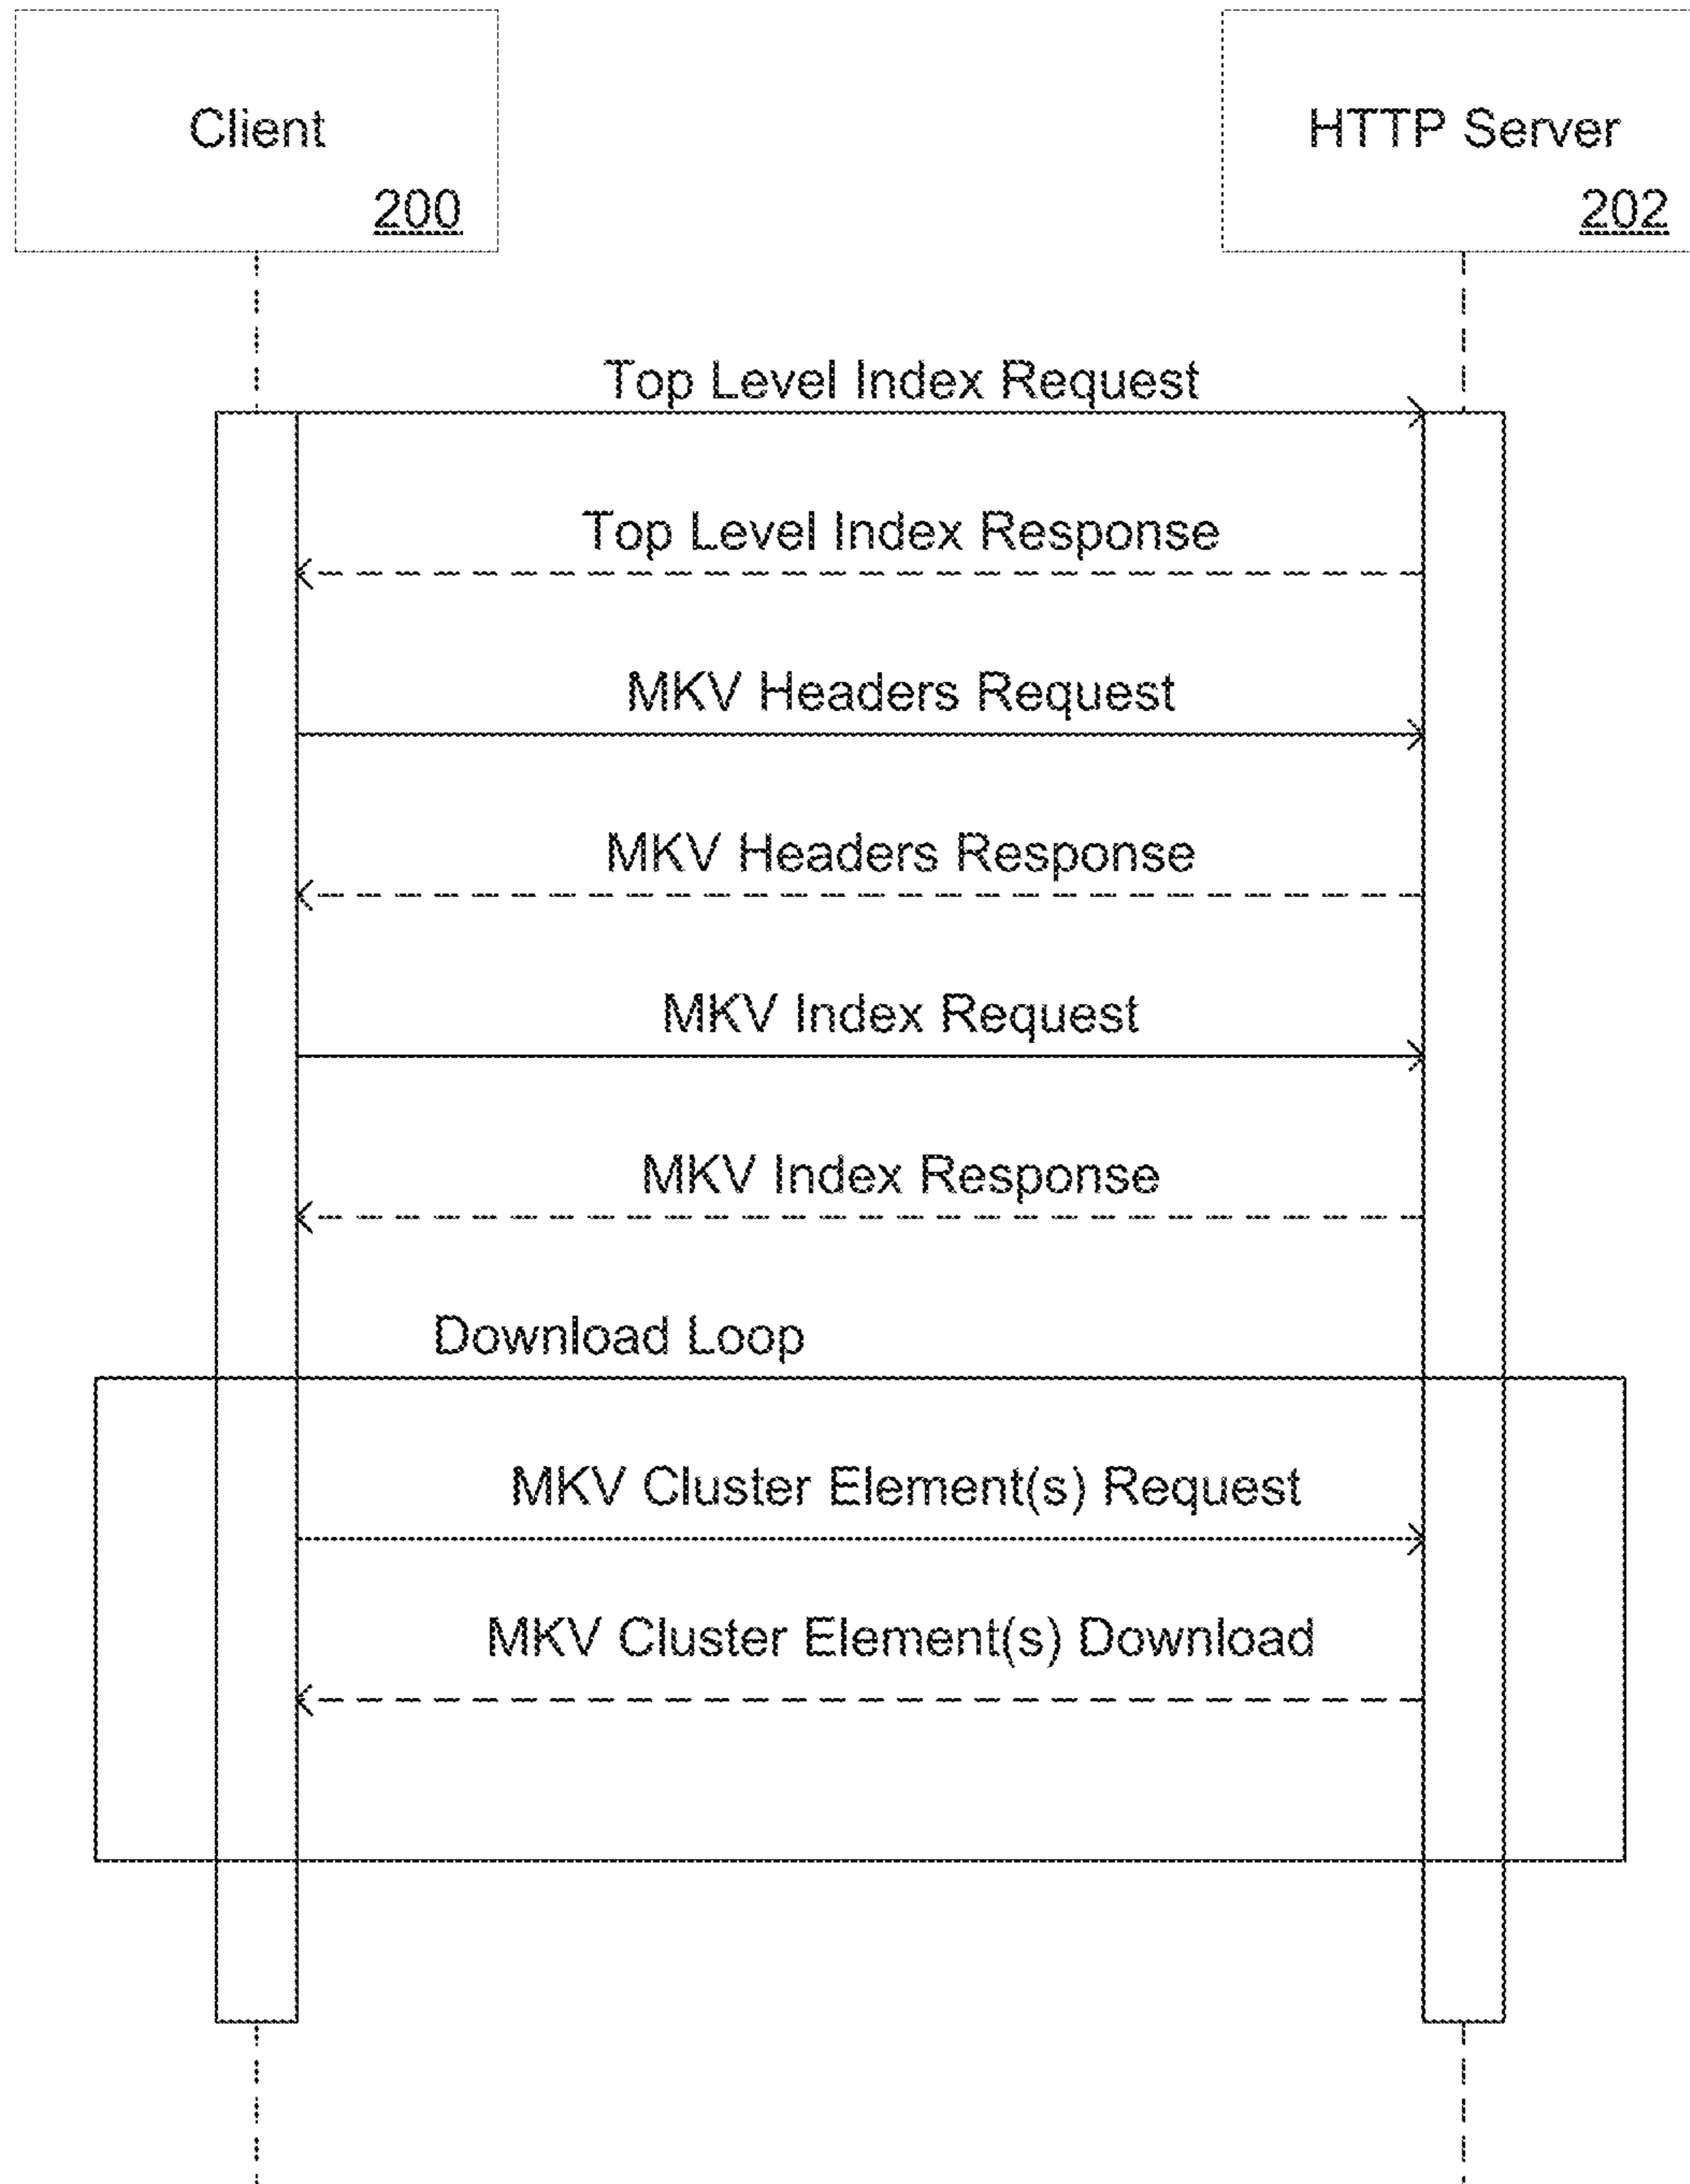 Client
200
HTTP Server
202
Top Level Index Request
Top Level Index Response
MKV Headers Request
MKV Headers Response
MKV Index Request
MKV Index Response
Download Loop
MKV Cluster Element(s) Request
MKV Cluster Element(s) Download